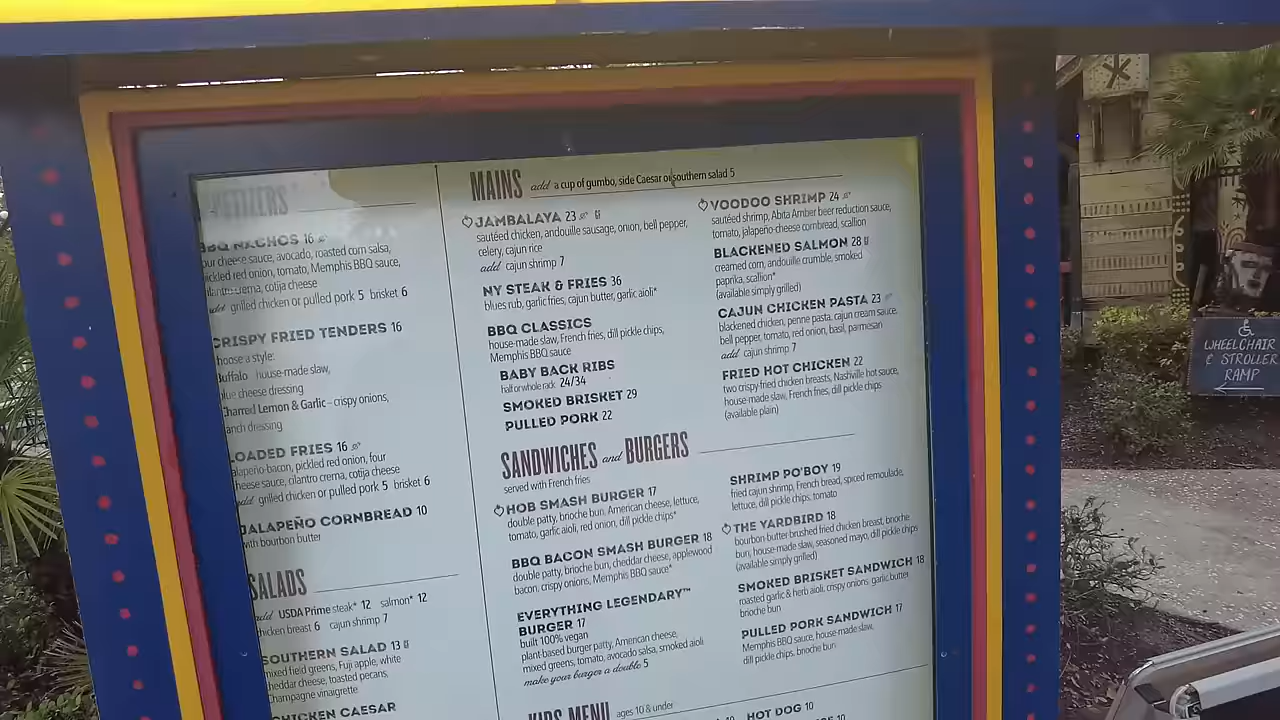 BBQ NACHOS 16
four cheese sauce, avocado, roasted corn salsa,
pickled red onion, tomato, Memphis BBQ sauce,
cilantro crema, cotija cheese
add grilled chicken or pulled pork 5 brisket 6
CRISPY FRIED TENDERS 16
choose a style:
Buffalo house-made slaw,
blue cheese dressing
Charred Lemon & Garlic – crispy onions,
ranch dressing
LOADED FRIES 16
jalapeño-bacon, pickled red onion, four
cheese sauce, cilantro crema, cotija cheese
add grilled chicken or pulled pork 5 brisket 6
JALAPEÑO CORNBREAD 10
with bourbon butter
SALADS
add USDA Prime steak* 12 salmon* 12
chicken breast 6 cajun shrimp 7
SOUTHERN SALAD 13
mixed field greens, Fuji apple, white
cheddar cheese, toasted pecans,
Champagne vinaigrette
CHICKEN CAESAR
MAINS add a cup of gumbo, side Caesar or southern salad 5
JAMBALAYA 23
sautéed chicken, andouille sausage, onion, bell pepper,
celery, cajun rice
add cajun shrimp 7
NY STEAK & FRIES 36
blues rub, garlic fries, cajun butter, garlic aioli*
BBQ CLASSICS
house-made slaw, French fries, dill pickle chips,
Memphis BBQ sauce
BABY BACK RIBS
half or whole rack 24/34
SMOKED BRISKET 29
PULLED PORK 22
VOODOO SHRIMP 24
sautéed shrimp, Abita Amber beer reduction sauce,
tomato, jalapeño-cheese cornbread, scallion
BLACKENED SALMON 28
creamed corn, andouille crumble, smoked
paprika, scallion*
(available simply grilled)
CAJUN CHICKEN PASTA 23
blackened chicken, penne pasta, cajun cream sauce,
bell pepper, tomato, red onion, basil, parmesan
add cajun shrimp 7
FRIED HOT CHICKEN 22
two crispy-fried chicken breasts, Nashville hot sauce,
house-made slaw, French fries, dill pickle chips
(available plain)
SANDWICHES and BURGERS
served with French fries
HOB SMASH BURGER 17
double patty, brioche bun, American cheese, lettuce,
tomato, garlic aioli, red onion, dill pickle chips*
BBQ BACON SMASH BURGER 18
double patty, brioche bun, cheddar cheese, applewood
bacon, crispy onions, Memphis BBQ sauce*
EVERYTHING LEGENDARY™
BURGER 17
built 100% vegan
plant-based burger patty, American cheese,
mixed greens, tomato, avocado salsa, smoked aioli
make your burger a double 5
SHRIMP PO'BOY 19
fried cajun shrimp, French bread, spiced remoulade,
lettuce, dill pickle chips, tomato
THE YARDBIRD 18
bourbon-butter brushed fried chicken breast, brioche
bun, house-made slaw, seasoned mayo, dill pickle chips
(available simply grilled)
SMOKED BRISKET SANDWICH 18
roasted garlic & herb aioli, crispy onions, garlic butter
brioche bun
PULLED PORK SANDWICH 17
Memphis BBQ sauce, house-made slaw,
dill pickle chips, brioche bun
KIDS MENU ages 10 & under
HOT DOG 10
WHEELCHAIR
& STROLLER
RAMP